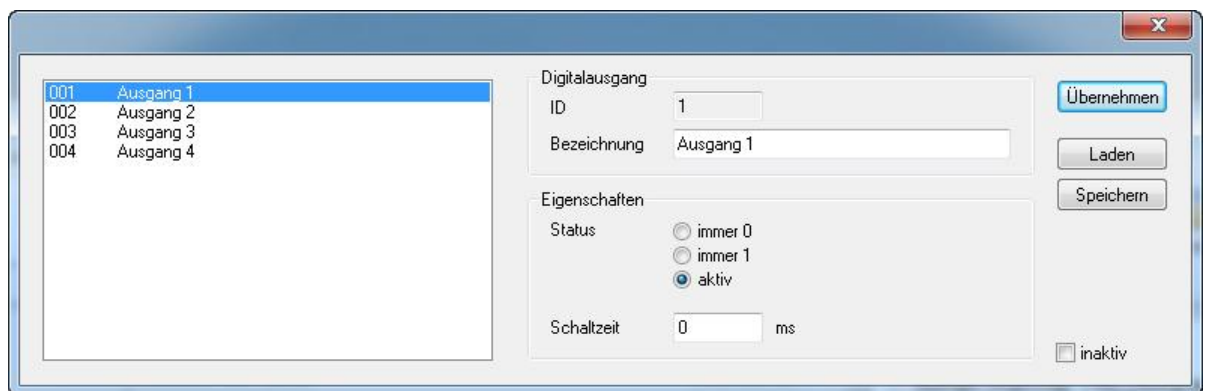 001 Ausgang 1
002 Ausgang 2
003 Ausgang 3
004 Ausgang 4
Digitalausgang
ID 1
Bezeichnung Ausgang 1
Eigenschaften
Status immer 0
immer 1
aktiv
Schaltzeit 0 ms
Übernehmen
Laden
Speichern
inaktiv